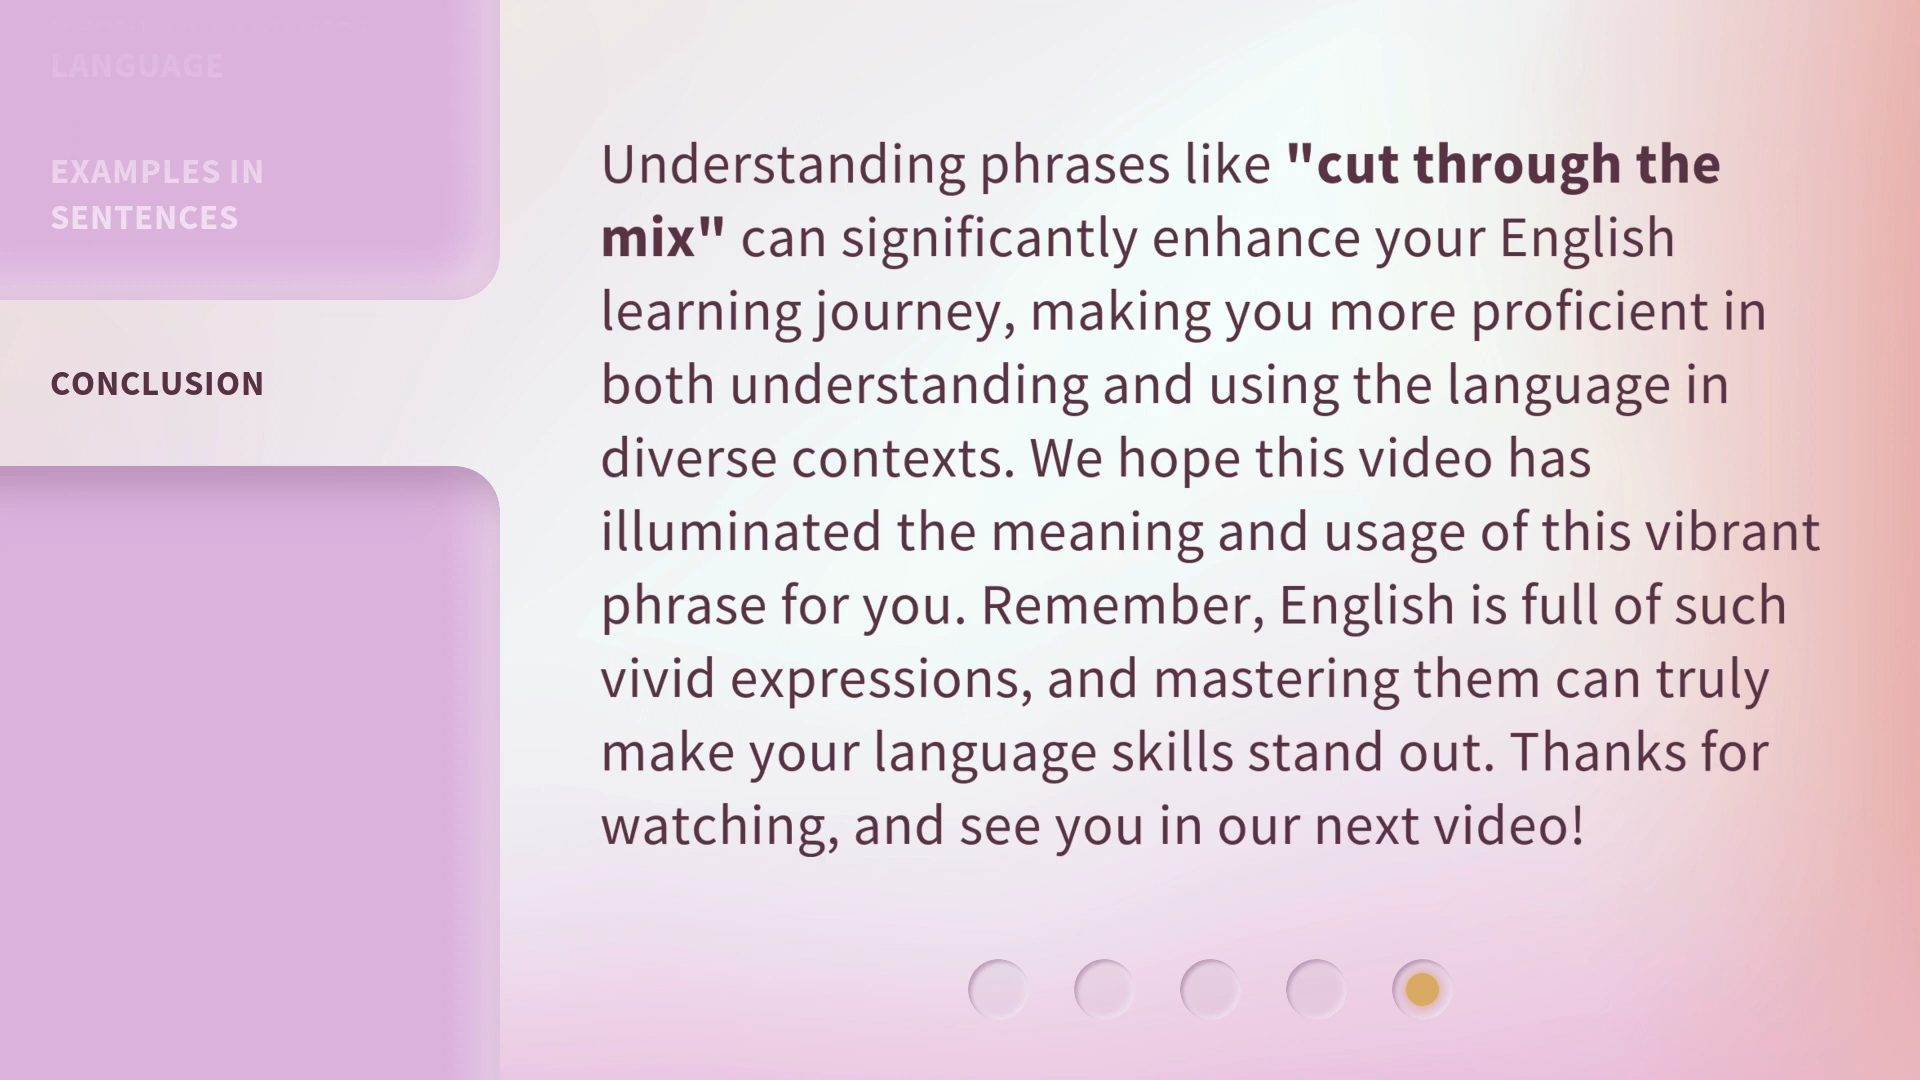 LANGUAGE
EXAMPLES IN
SENTENCES
CONCLUSION
Understanding phrases like "cut through the
mix" can significantly enhance your English
learning journey, making you more proficient in
both understanding and using the language in
diverse contexts. We hope this video has
illuminated the meaning and usage of this vibrant
phrase for you. Remember, English is full of such
vivid expressions, and mastering them can truly
make your language skills stand out. Thanks for
watching, and see you in our next video!